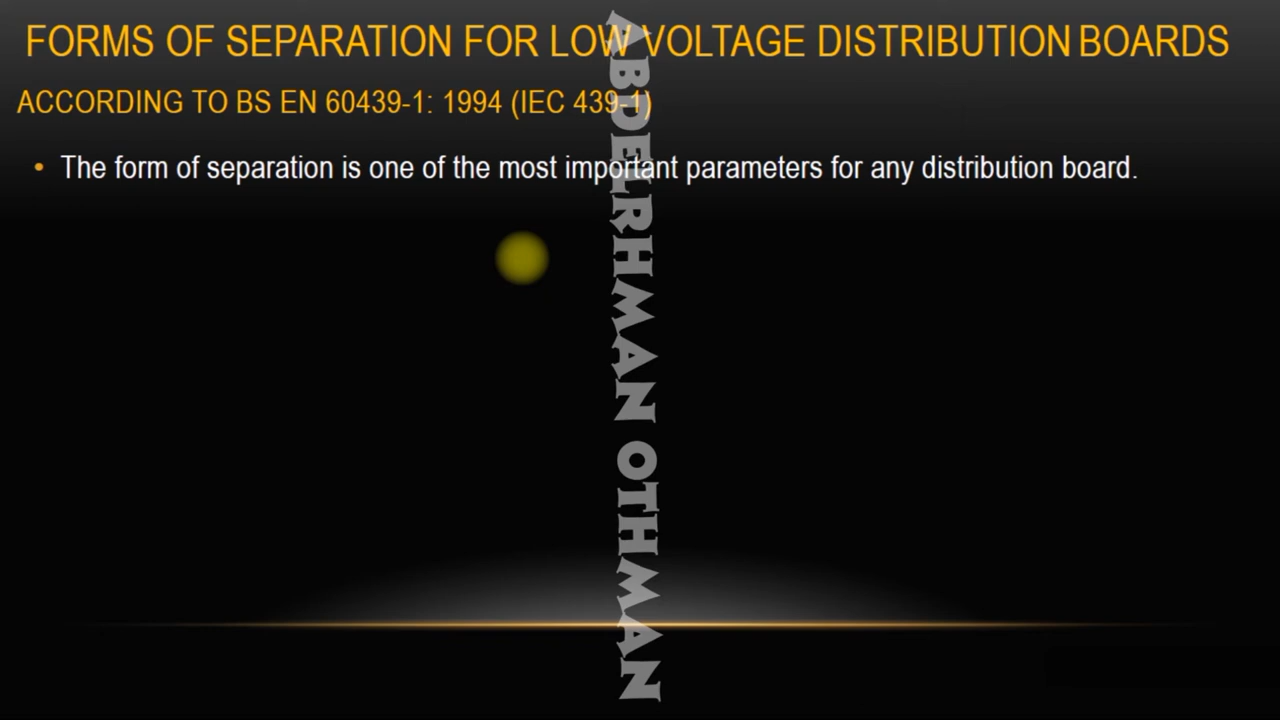 FORMS OF SEPARATION FOR LOW VOLTAGE DISTRIBUTION BOARDS
ACCORDING TO BS EN 60439-1: 1994 (IEC 439-1)
• The form of separation is one of the most important parameters for any distribution board.
ABDELRHMAN OTHMAN